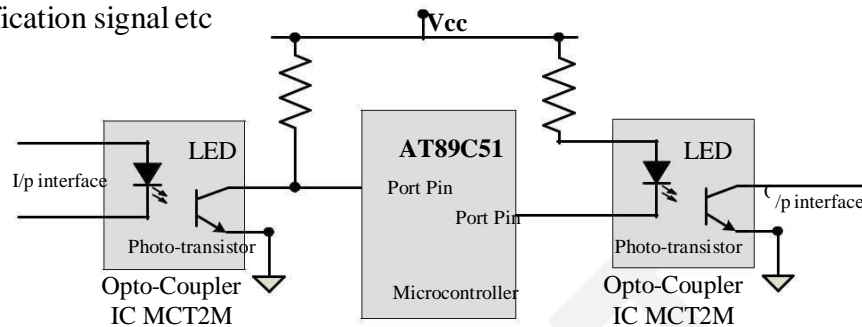 fication signal etc
Vcc
LED
AT89C51
LED
I/p interface
Port Pin
/p interface
Port Pin
Photo-transistor
Photo-transistor
Microcontroller
Opto-Coupler
IC MCT2M
Opto-Coupler
IC MCT2M